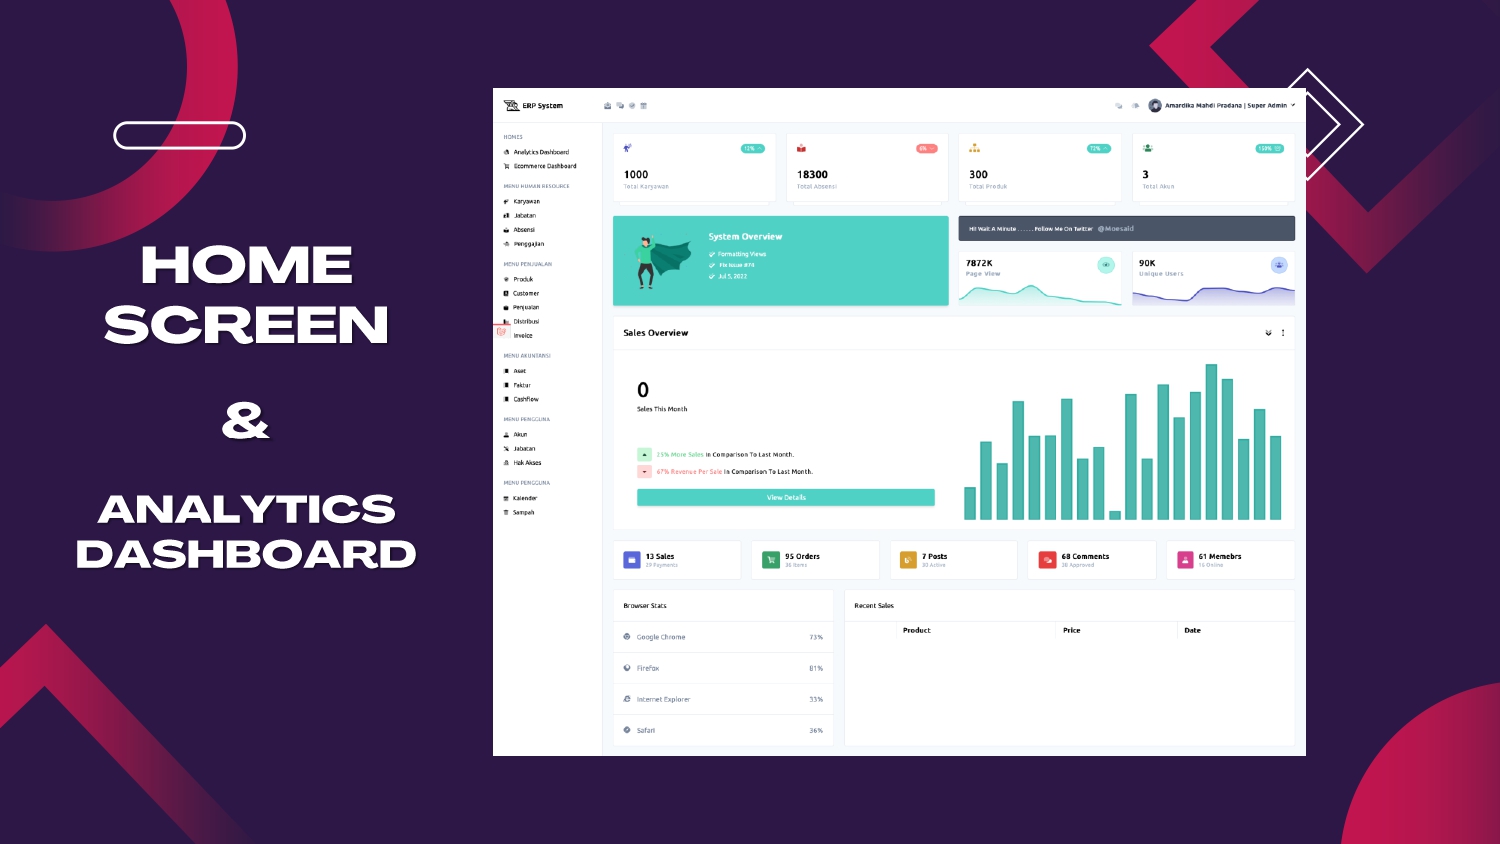 HOME
SCREEN
&
ANALYTICS
DASHBOARD
ERP System
Amardika Mahdi Pradana | Super Admin
HOMES
Analytics Dashboard
Ecommerce Dashboard
MENU HUMAN RESOURCE
Karyawan
Jabatan
Absensi
Penggajian
MENU PENJUALAN
Produk
Customer
Penjualan
Distribusi
Invoice
MENU AKUNTANSI
Aset
Faktur
Cashflow
MENU PENGGUNA
Akun
Jabatan
Hak Akses
MENU PENGGUNA
Kalender
Sampah
12%
1000
Total Karyawan
6%
18300
Total Absensi
72%
300
Total Produk
150%
3
Total Akun
System Overview
Formatting Views
Fix Issue #74
Jul 5, 2022
Hi! Wait A Minute . . . . . . Follow Me On Twitter @Moesaid
7872K
Page View
90K
Unique Users
Sales Overview
0
Sales This Month
25% More Sales In Comparison To Last Month.
67% Revenue Per Sale In Comparison To Last Month.
View Details
13 Sales
29 Payments
95 Orders
36 Items
7 Posts
30 Active
68 Comments
38 Approved
61 Memebrs
16 Online
Browser Stats
Google Chrome 73%
Firefox 81%
Internet Explorer 33%
Safari 36%
Recent Sales
Product Price Date